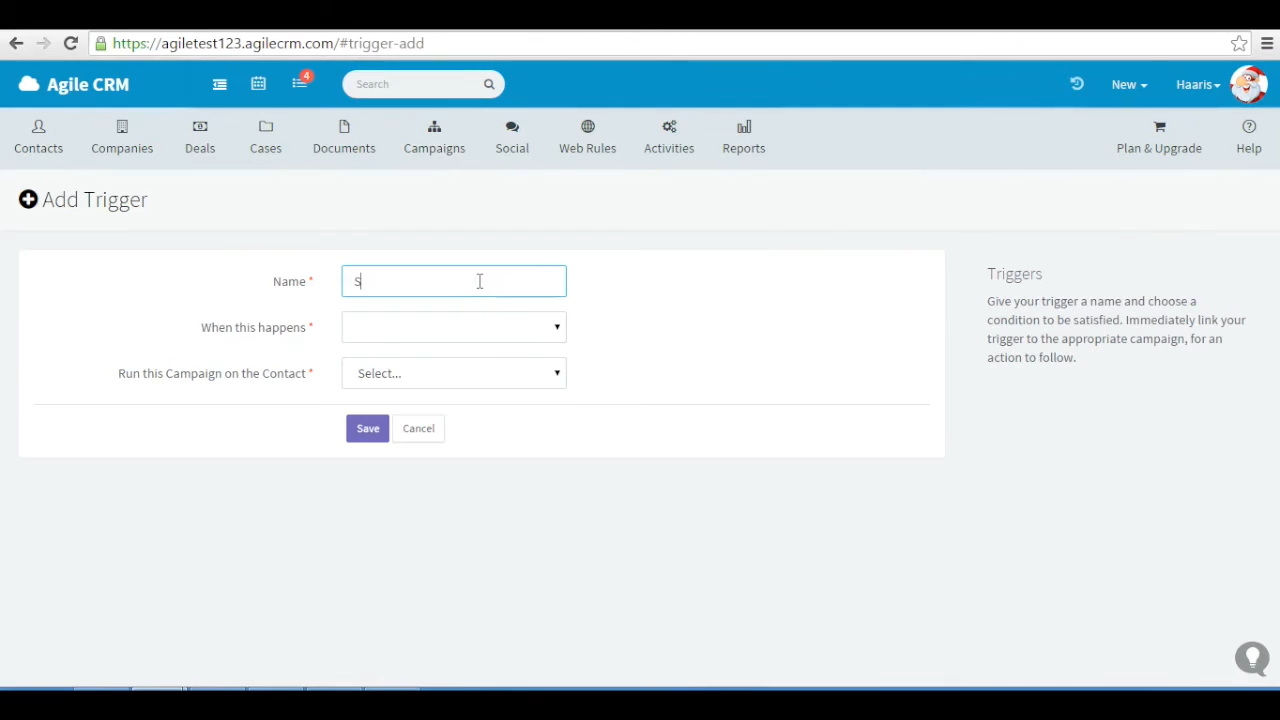 https://agiletest123.agilecrm.com/#trigger-add
Agile CRM
4
Search
New
Haaris
Contacts
Companies
Deals
Cases
Documents
Campaigns
Social
Web Rules
Activities
Reports
Plan & Upgrade
Help
Add Trigger
Name *
S
When this happens *
Run this Campaign on the Contact *
Select...
Save
Cancel
Triggers
Give your trigger a name and choose a
condition to be satisfied. Immediately link your
trigger to the appropriate campaign, for an
action to follow.